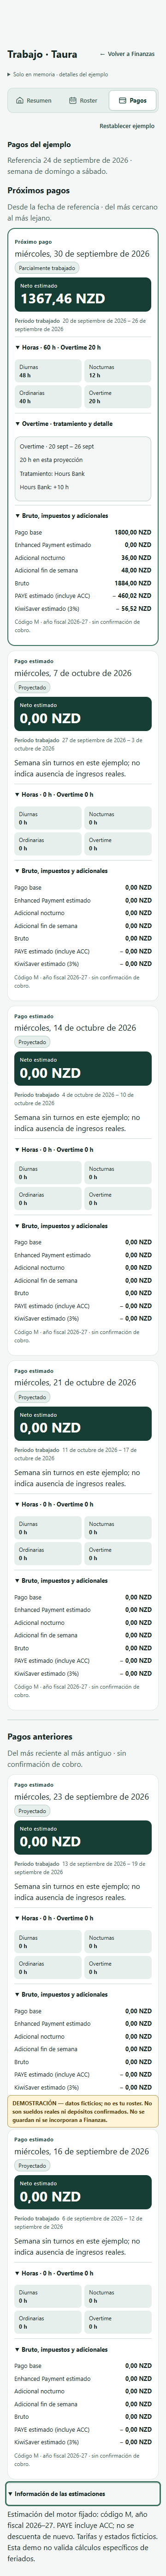 Trabajo · Taura
← Volver a Finanzas
▶ Solo en memoria · detalles del ejemplo
Resumen
Roster
Pagos
Restablecer ejemplo
Pagos del ejemplo
Referencia 24 de septiembre de 2026 ·
semana de domingo a sábado.
Próximos pagos
Desde la fecha de referencia · del más cercano
al más lejano.
Próximo pago
miércoles, 30 de septiembre de 2026
Parcialmente trabajado
Neto estimado
1367,46 NZD
Período trabajado 20 de septiembre de 2026 – 26 de
septiembre de 2026
▼ Horas · 60 h · Overtime 20 h
Diurnas
48 h
Nocturnas
12 h
Ordinarias
40 h
Overtime
20 h
▼ Overtime · tratamiento y detalle
Overtime · 20 sept – 26 sept
20 h en esta proyección
Tratamiento: Hours Bank
Hours Bank: +10 h
▼ Bruto, impuestos y adicionales
Pago base 1800,00 NZD
Enhanced Payment estimado 0,00 NZD
Adicional nocturno 36,00 NZD
Adicional fin de semana 48,00 NZD
Bruto 1884,00 NZD
PAYE estimado (incluye ACC) − 460,02 NZD
KiwiSaver estimado (3%) − 56,52 NZD
Código M · año fiscal 2026-27 · sin confirmación de
cobro.
Pago estimado
miércoles, 7 de octubre de 2026
Proyectado
Neto estimado
0,00 NZD
Período trabajado 27 de septiembre de 2026 – 3 de
octubre de 2026
Semana sin turnos en este ejemplo; no
indica ausencia de ingresos reales.
▼ Horas · 0 h · Overtime 0 h
Diurnas
0 h
Nocturnas
0 h
Ordinarias
0 h
Overtime
0 h
▼ Bruto, impuestos y adicionales
Pago base 0,00 NZD
Enhanced Payment estimado 0,00 NZD
Adicional nocturno 0,00 NZD
Adicional fin de semana 0,00 NZD
Bruto 0,00 NZD
PAYE estimado (incluye ACC) − 0,00 NZD
KiwiSaver estimado (3%) − 0,00 NZD
Código M · año fiscal 2026-27 · sin confirmación de
cobro.
Pago estimado
miércoles, 14 de octubre de 2026
Proyectado
Neto estimado
0,00 NZD
Período trabajado 4 de octubre de 2026 – 10 de
octubre de 2026
Semana sin turnos en este ejemplo; no
indica ausencia de ingresos reales.
▼ Horas · 0 h · Overtime 0 h
Diurnas
0 h
Nocturnas
0 h
Ordinarias
0 h
Overtime
0 h
▼ Bruto, impuestos y adicionales
Pago base 0,00 NZD
Enhanced Payment estimado 0,00 NZD
Adicional nocturno 0,00 NZD
Adicional fin de semana 0,00 NZD
Bruto 0,00 NZD
PAYE estimado (incluye ACC) − 0,00 NZD
KiwiSaver estimado (3%) − 0,00 NZD
Código M · año fiscal 2026-27 · sin confirmación de
cobro.
Pago estimado
miércoles, 21 de octubre de 2026
Proyectado
Neto estimado
0,00 NZD
Período trabajado 11 de octubre de 2026 – 17 de
octubre de 2026
Semana sin turnos en este ejemplo; no
indica ausencia de ingresos reales.
▼ Horas · 0 h · Overtime 0 h
Diurnas
0 h
Nocturnas
0 h
Ordinarias
0 h
Overtime
0 h
▼ Bruto, impuestos y adicionales
Pago base 0,00 NZD
Enhanced Payment estimado 0,00 NZD
Adicional nocturno 0,00 NZD
Adicional fin de semana 0,00 NZD
Bruto 0,00 NZD
PAYE estimado (incluye ACC) − 0,00 NZD
KiwiSaver estimado (3%) − 0,00 NZD
Código M · año fiscal 2026-27 · sin confirmación de
cobro.
Pagos anteriores
Del más reciente al más antiguo · sin
confirmación de cobro.
Pago estimado
miércoles, 23 de septiembre de 2026
Proyectado
Neto estimado
0,00 NZD
Período trabajado 13 de septiembre de 2026 – 19 de
septiembre de 2026
Semana sin turnos en este ejemplo; no
indica ausencia de ingresos reales.
▼ Horas · 0 h · Overtime 0 h
Diurnas
0 h
Nocturnas
0 h
Ordinarias
0 h
Overtime
0 h
▼ Bruto, impuestos y adicionales
Pago base 0,00 NZD
Enhanced Payment estimado 0,00 NZD
Adicional nocturno 0,00 NZD
Adicional fin de semana 0,00 NZD
Bruto 0,00 NZD
PAYE estimado (incluye ACC) − 0,00 NZD
KiwiSaver estimado (3%) − 0,00 NZD
DEMOSTRACIÓN — datos ficticios; no es tu roster. No
son sueldos reales ni depósitos confirmados. No se
guardan ni se incorporan a Finanzas.
Pago estimado
miércoles, 16 de septiembre de 2026
Proyectado
Neto estimado
0,00 NZD
Período trabajado 6 de septiembre de 2026 – 12 de
septiembre de 2026
Semana sin turnos en este ejemplo; no
indica ausencia de ingresos reales.
▼ Horas · 0 h · Overtime 0 h
Diurnas
0 h
Nocturnas
0 h
Ordinarias
0 h
Overtime
0 h
▼ Bruto, impuestos y adicionales
Pago base 0,00 NZD
Enhanced Payment estimado 0,00 NZD
Adicional nocturno 0,00 NZD
Adicional fin de semana 0,00 NZD
Bruto 0,00 NZD
PAYE estimado (incluye ACC) − 0,00 NZD
KiwiSaver estimado (3%) − 0,00 NZD
Código M · año fiscal 2026-27 · sin confirmación de
cobro.
▼ Información de las estimaciones
Estimación del motor fijado: código M, año
fiscal 2026–27. PAYE incluye ACC; no se
descuenta de nuevo. Tarifas y estados ficticios.
Esta demo no valida cálculos específicos de
feriados.